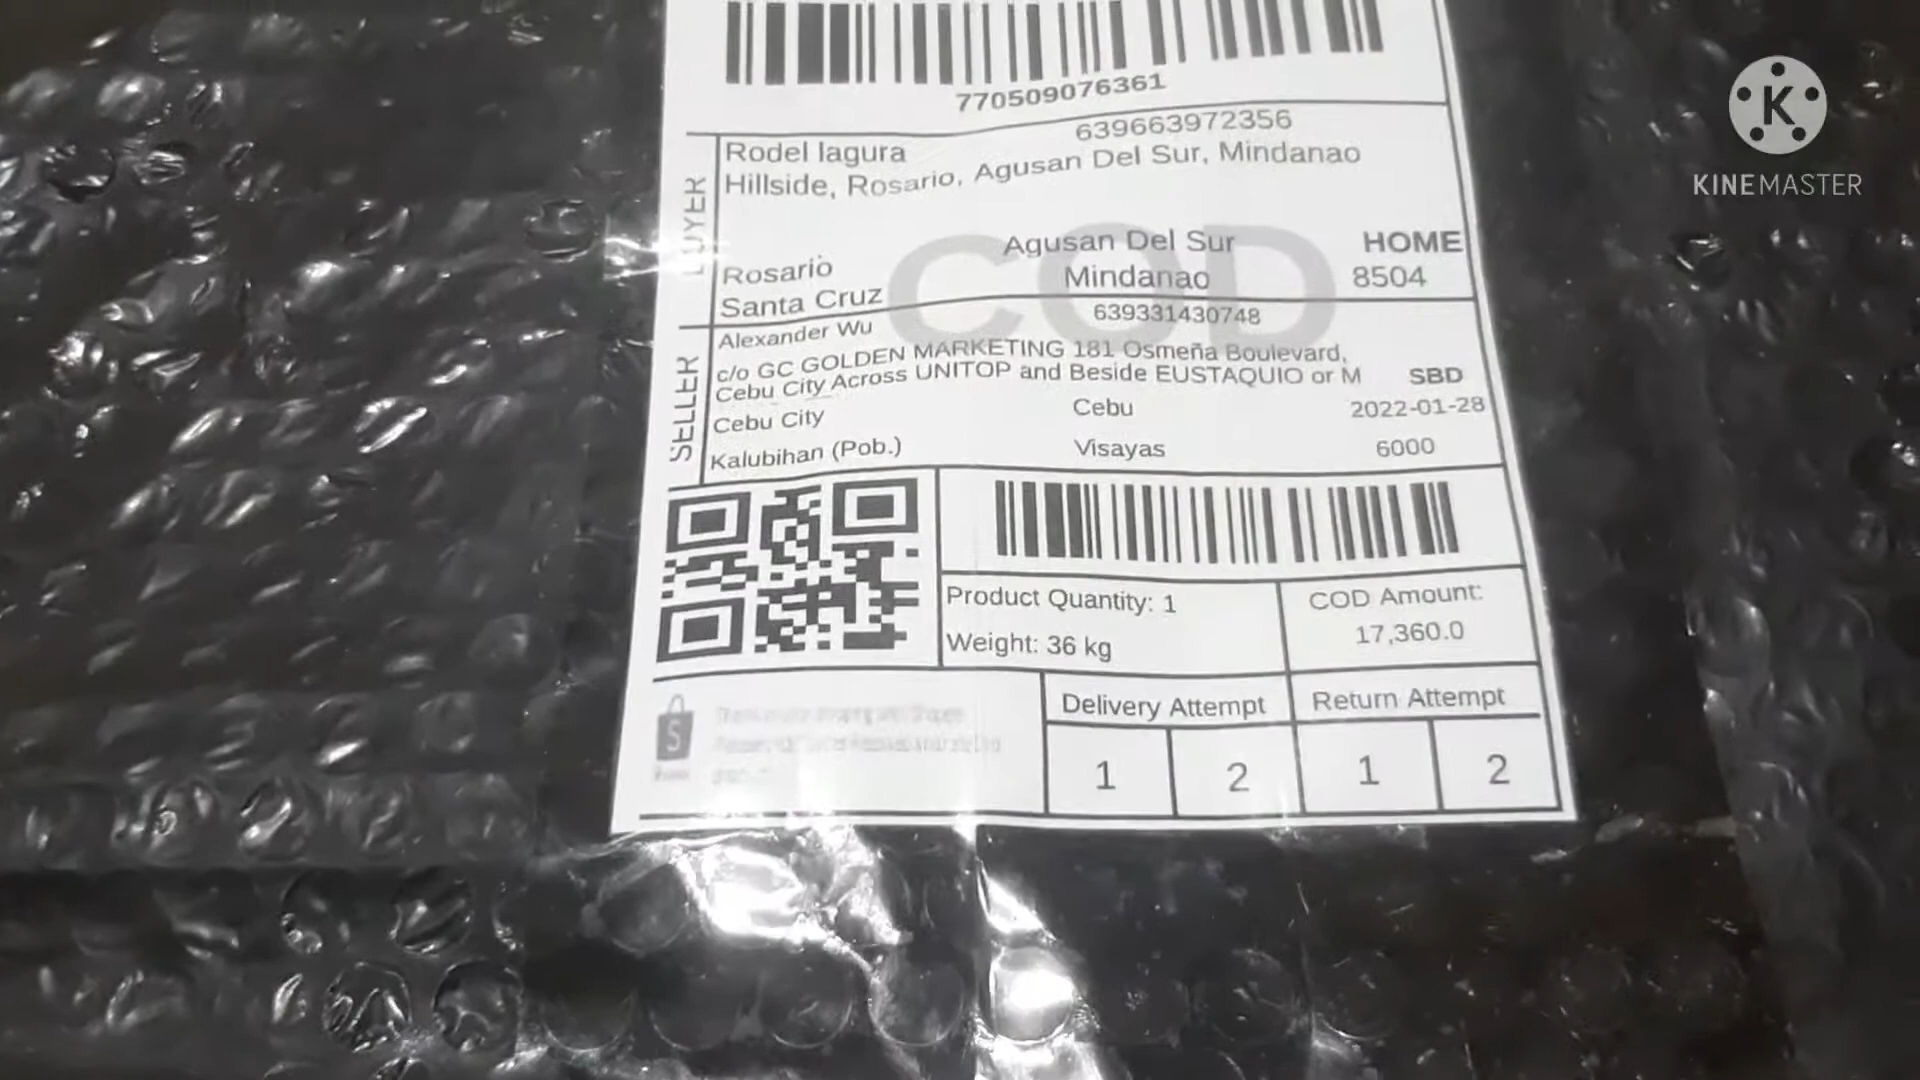 770509076361
639663972356
Rodel lagura
Hillside, Rosario, Agusan Del Sur, Mindanao
BUYER
COD
Agusan Del Sur HOME
Rosario Mindanao 8504
Santa Cruz
SELLER
Alexander Wu 639331430748
c/o GC GOLDEN MARKETING 181 Osmeña Boulevard,
Cebu City Across UNITOP and Beside EUSTAQUIO or M SBD
Cebu City Cebu 2022-01-28
Kalubihan (Pob.) Visayas 6000
Product Quantity: 1
Weight: 36 kg
COD Amount:
17,360.0
S
Delivery Attempt Return Attempt
1 2 1 2
K
KINEMASTER